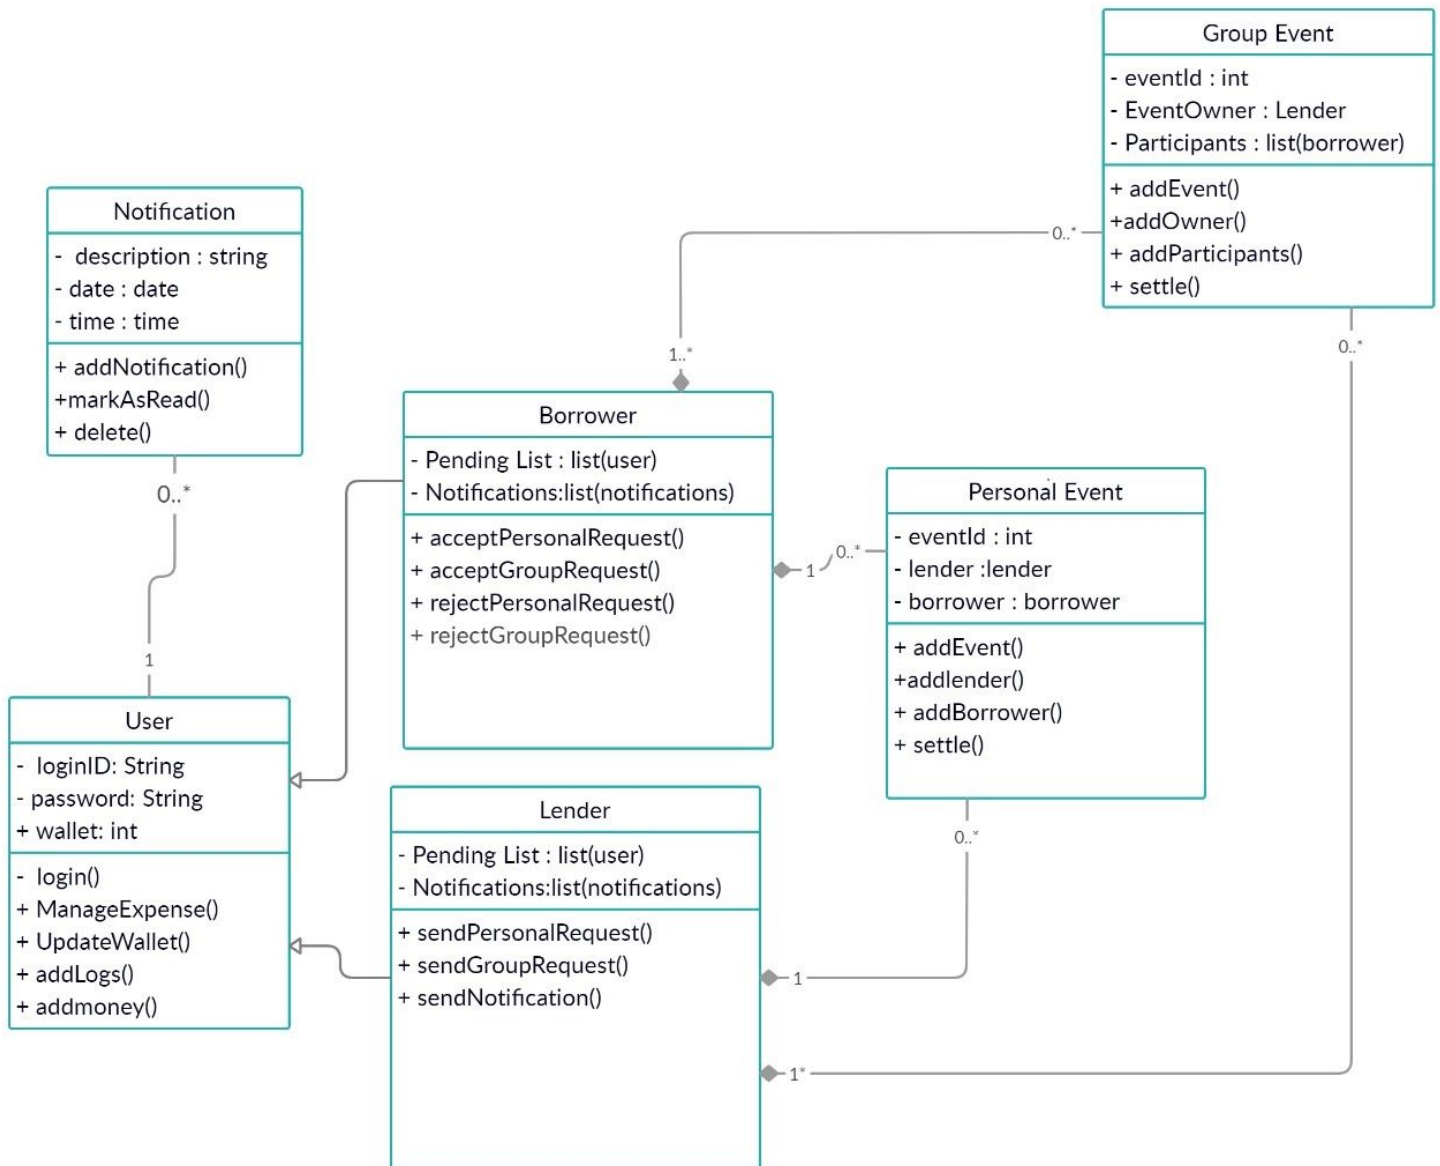 Group Event
- eventId : int
- EventOwner : Lender
- Participants : list(borrower)
+ addEvent()
+addOwner()
+ addParticipants()
+ settle()
0..*
0..*
1..*
Notification
- description : string
- date : date
- time : time
+ addNotification()
+markAsRead()
+ delete()
0..*
1
Borrower
- Pending List : list(user)
- Notifications:list(notifications)
+ acceptPersonalRequest()
+ acceptGroupRequest()
+ rejectPersonalRequest()
+ rejectGroupRequest()
1
0..*
Personal Event
- eventId : int
- lender :lender
- borrower : borrower
+ addEvent()
+addlender()
+ addBorrower()
+ settle()
0..*
User
- loginID: String
- password: String
+ wallet: int
- login()
+ ManageExpense()
+ UpdateWallet()
+ addLogs()
+ addmoney()
Lender
- Pending List : list(user)
- Notifications:list(notifications)
+ sendPersonalRequest()
+ sendGroupRequest()
+ sendNotification()
1
1*